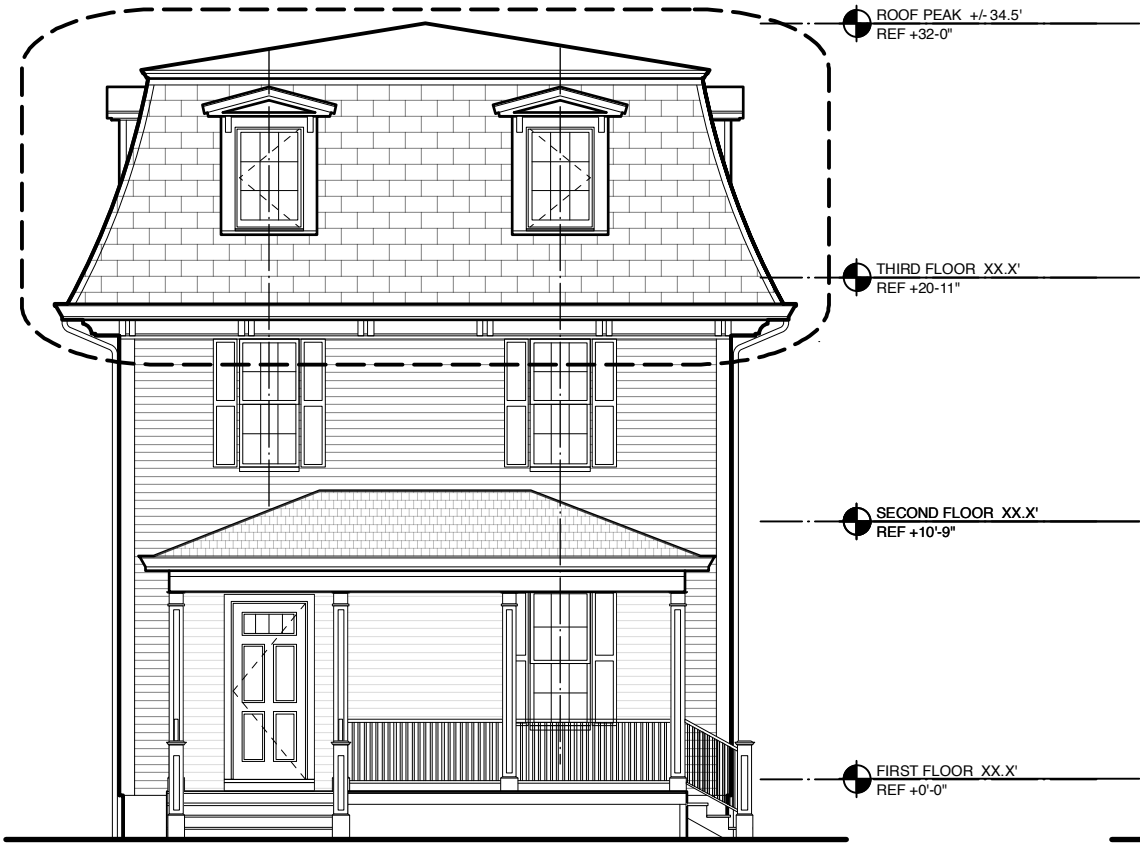 ROOF PEAK +/- 34.5'
REF +32-0"
THIRD FLOOR XX.X'
REF +20-11"
SECOND FLOOR XX.X'
REF +10'-9"
FIRST FLOOR XX.X'
REF +0'-0"